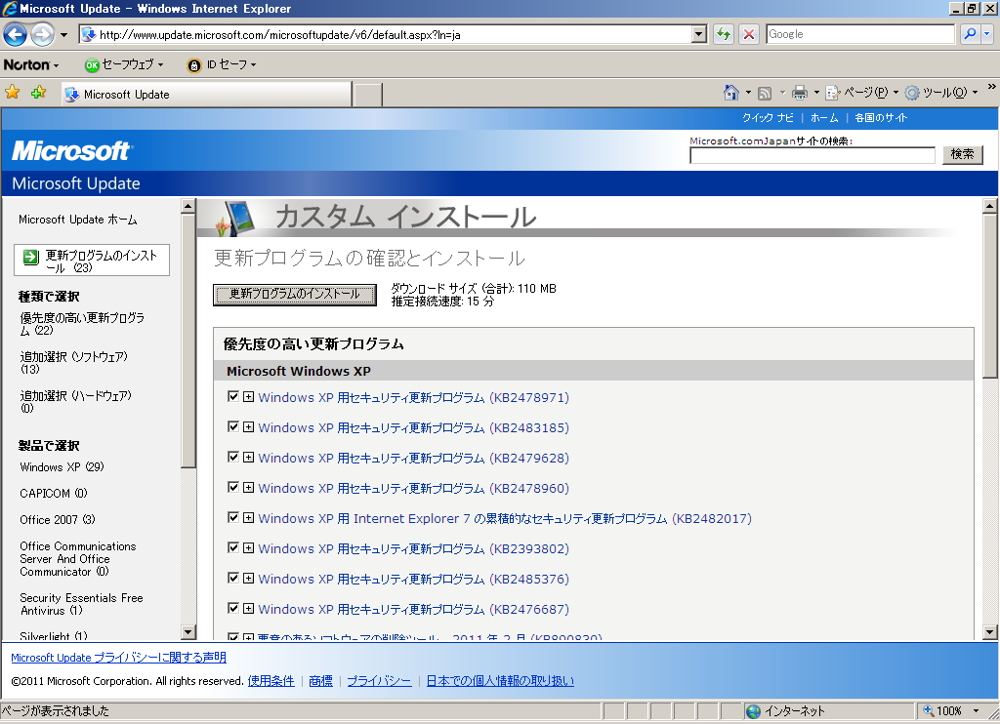 Microsoft Update - Windows Internet Explorer
http://www.update.microsoft.com/microsoftupdate/v6/default.aspx?ln=ja
Google
Norton
OK セーフウェブ
ID セーフ
Microsoft Update
ページ(P)
ツール(O)
クイック ナビ | ホーム | 各国のサイト
Microsoft
Microsoft.comJapanサイトの検索:
検索
Microsoft Update
Microsoft Update ホーム
更新プログラムのインスト
ール (23)
種類で選択
優先度の高い更新プログラ
ム (22)
追加選択 (ソフトウェア)
(13)
追加選択 (ハードウェア)
(0)
製品で選択
Windows XP (29)
CAPICOM (0)
Office 2007 (3)
Office Communications
Server And Office
Communicator (0)
Security Essentials Free
Antivirus (1)
Silverlight (1)
カスタム インストール
更新プログラムの確認とインストール
更新プログラムのインストール
ダウンロード サイズ (合計): 110 MB
推定接続速度: 15 分
優先度の高い更新プログラム
Microsoft Windows XP
Windows XP 用セキュリティ更新プログラム (KB2478971)
Windows XP 用セキュリティ更新プログラム (KB2483185)
Windows XP 用セキュリティ更新プログラム (KB2479628)
Windows XP 用セキュリティ更新プログラム (KB2478960)
Windows XP 用 Internet Explorer 7 の累積的なセキュリティ更新プログラム (KB2482017)
Windows XP 用セキュリティ更新プログラム (KB2393802)
Windows XP 用セキュリティ更新プログラム (KB2485376)
Windows XP 用セキュリティ更新プログラム (KB2476687)
悪意のあるソフトウェアの削除ツール - 2011 年 2 月 (KB890830)
Microsoft Update プライバシーに関する声明
©2011 Microsoft Corporation. All rights reserved. 使用条件 | 商標 | プライバシー | 日本での個人情報の取り扱い
ページが表示されました
インターネット
100%